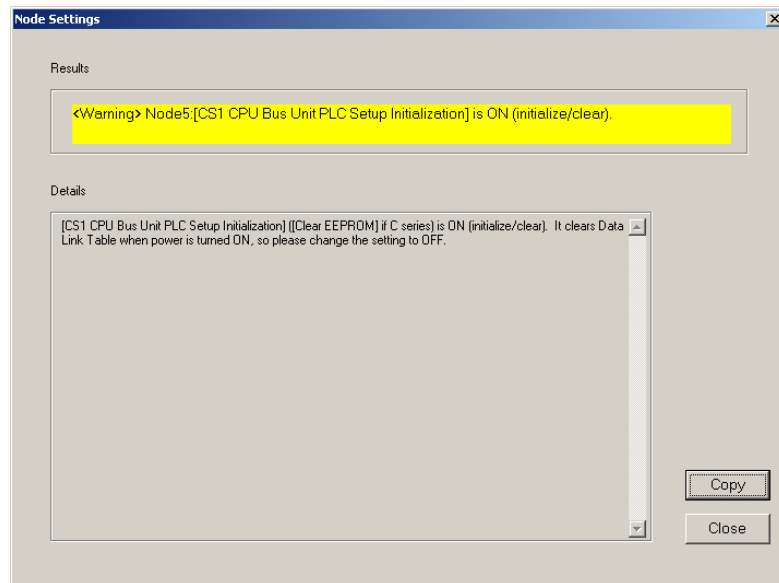 Node Settings
Results
<Warning> Node5:[CS1 CPU Bus Unit PLC Setup Initialization] is ON (initialize/clear).
Details
[CS1 CPU Bus Unit PLC Setup Initialization] ([Clear EEPROM] if C series) is ON (initialize/clear).  It clears Data
Link Table when power is turned ON, so please change the setting to OFF.
Copy
Close